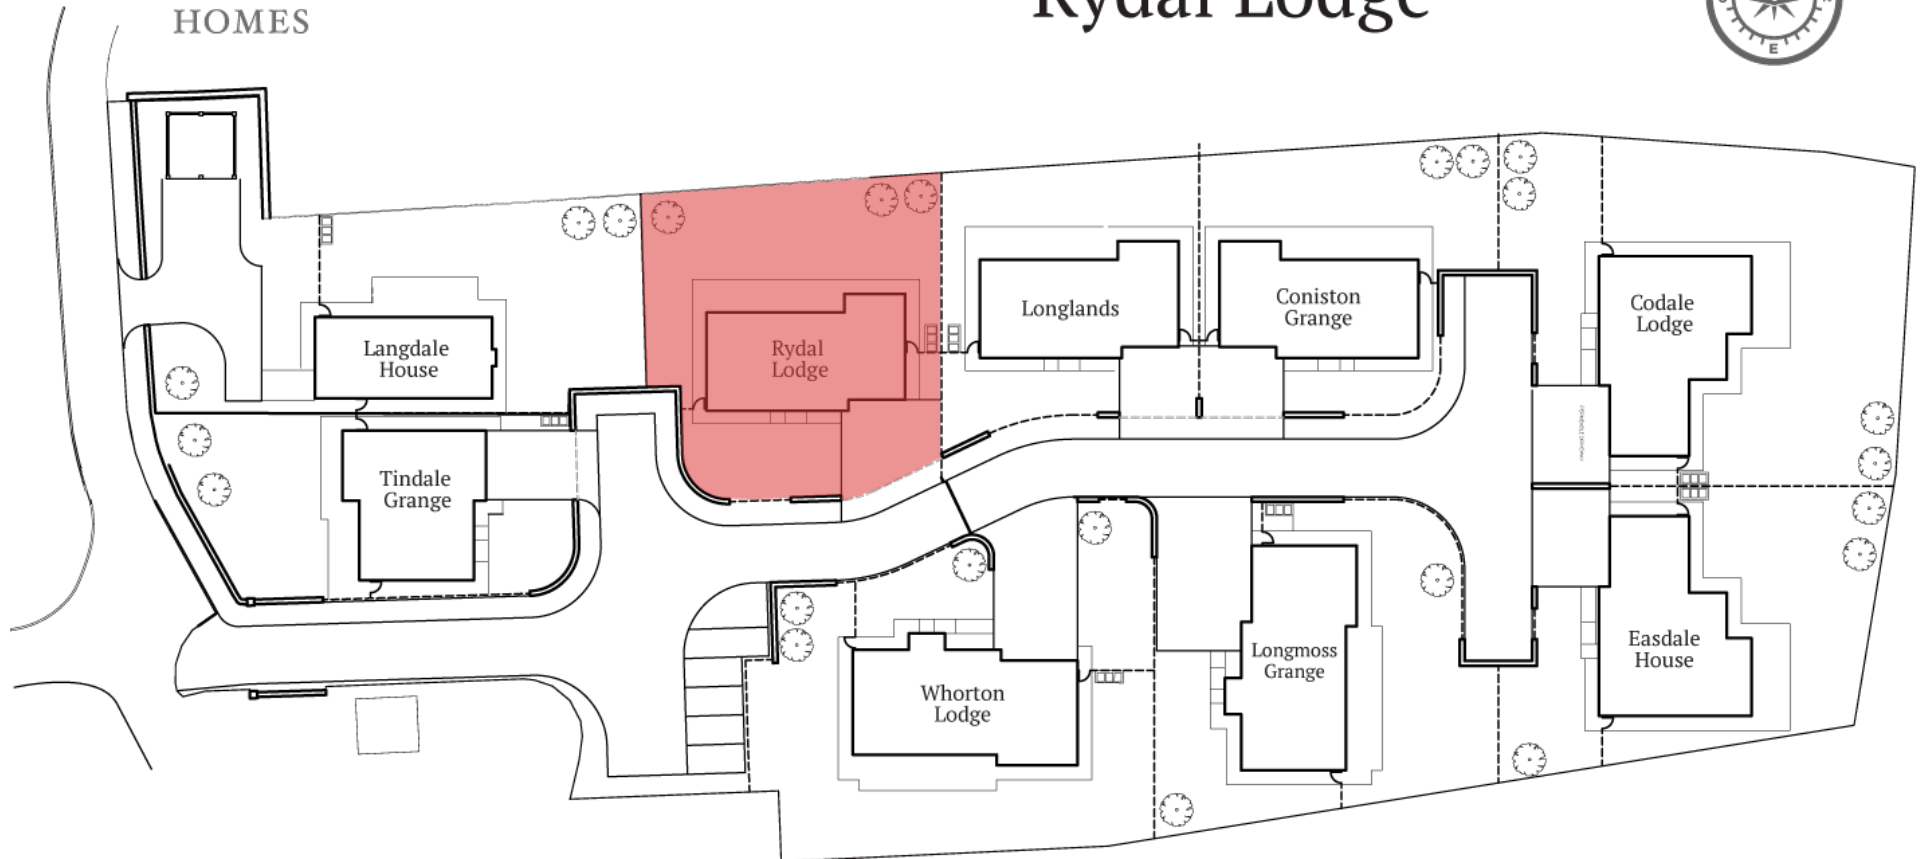 HOMES
Rydal Lodge
E
Langdale
House
Rydal
Lodge
Longlands
Coniston
Grange
Codale
Lodge
Tindale
Grange
Whorton
Lodge
Longmoss
Grange
Easdale
House